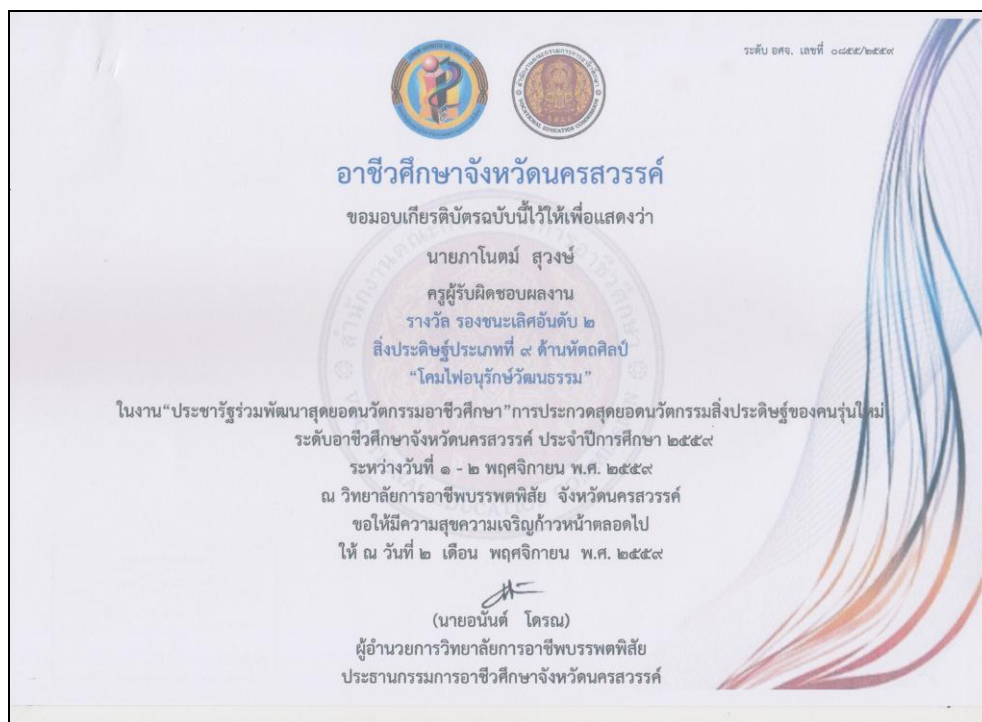 ระดับ อศจ. เลขที่ ๐๘๕๕/๒๕๕๙
อาชีวศึกษาจังหวัดนครสวรรค์
ขอมอบเกียรติบัตรฉบับนี้ไว้ให้เพื่อแสดงว่า
นายภาโนตม์ สุวงษ์
ครูผู้รับผิดชอบผลงาน
รางวัล รองชนะเลิศอันดับ ๒
สิ่งประดิษฐ์ประเภทที่ ๙ ด้านหัตถศิลป์
“โคมไฟอนุรักษ์วัฒนธรรม”
ในงาน“ประชารัฐร่วมพัฒนาสุดยอดนวัตกรรมอาชีวศึกษา”การประกวดสุดยอดนวัตกรรมสิ่งประดิษฐ์ของคนรุ่นใหม่
ระดับอาชีวศึกษาจังหวัดนครสวรรค์ ประจำปีการศึกษา ๒๕๕๙
ระหว่างวันที่ ๑ - ๒ พฤศจิกายน พ.ศ. ๒๕๕๙
ณ วิทยาลัยการอาชีพบรรพตพิสัย จังหวัดนครสวรรค์
ขอให้มีความสุขความเจริญก้าวหน้าตลอดไป
ให้ ณ วันที่ ๒ เดือน พฤศจิกายน พ.ศ. ๒๕๕๙
(นายอนันต์ โดรณ)
ผู้อำนวยการวิทยาลัยการอาชีพบรรพตพิสัย
ประธานกรรมการอาชีวศึกษาจังหวัดนครสวรรค์